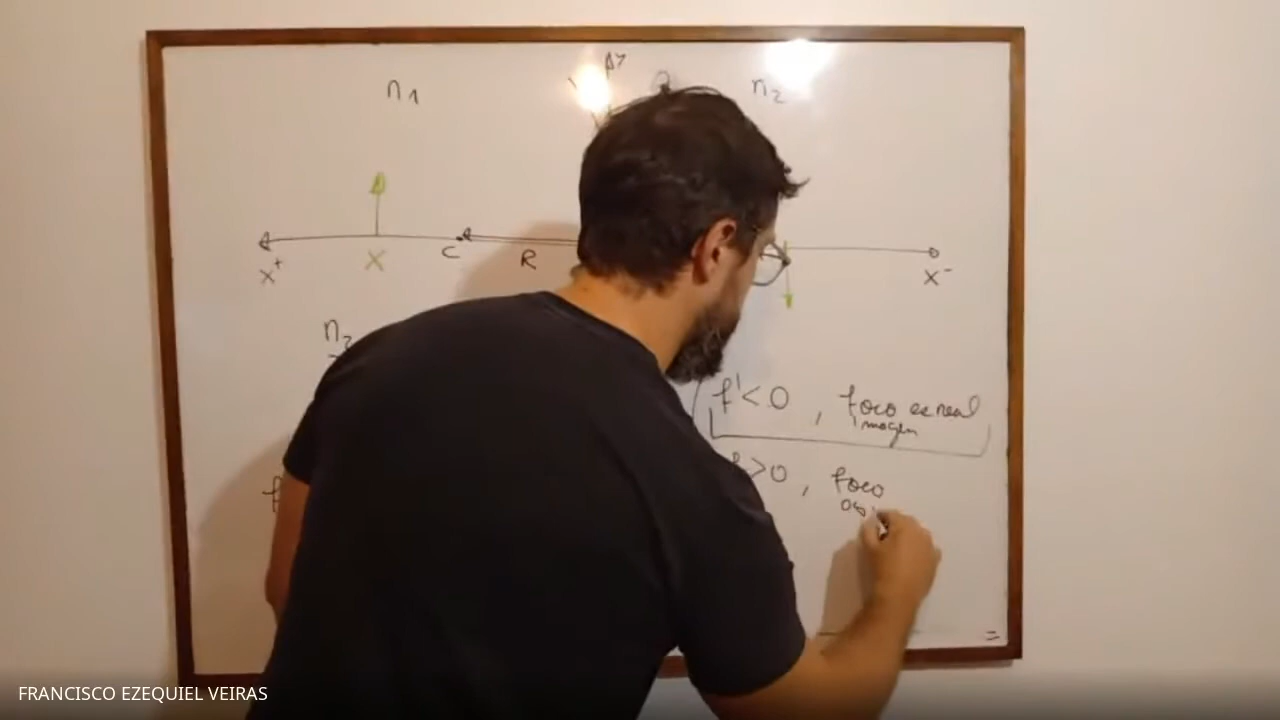 n₁ n₂
x⁺ x C R x⁻
n₂
f' < 0 , foco es real
imagen
> 0 , foco
f
FRANCISCO EZEQUIEL VEIRAS